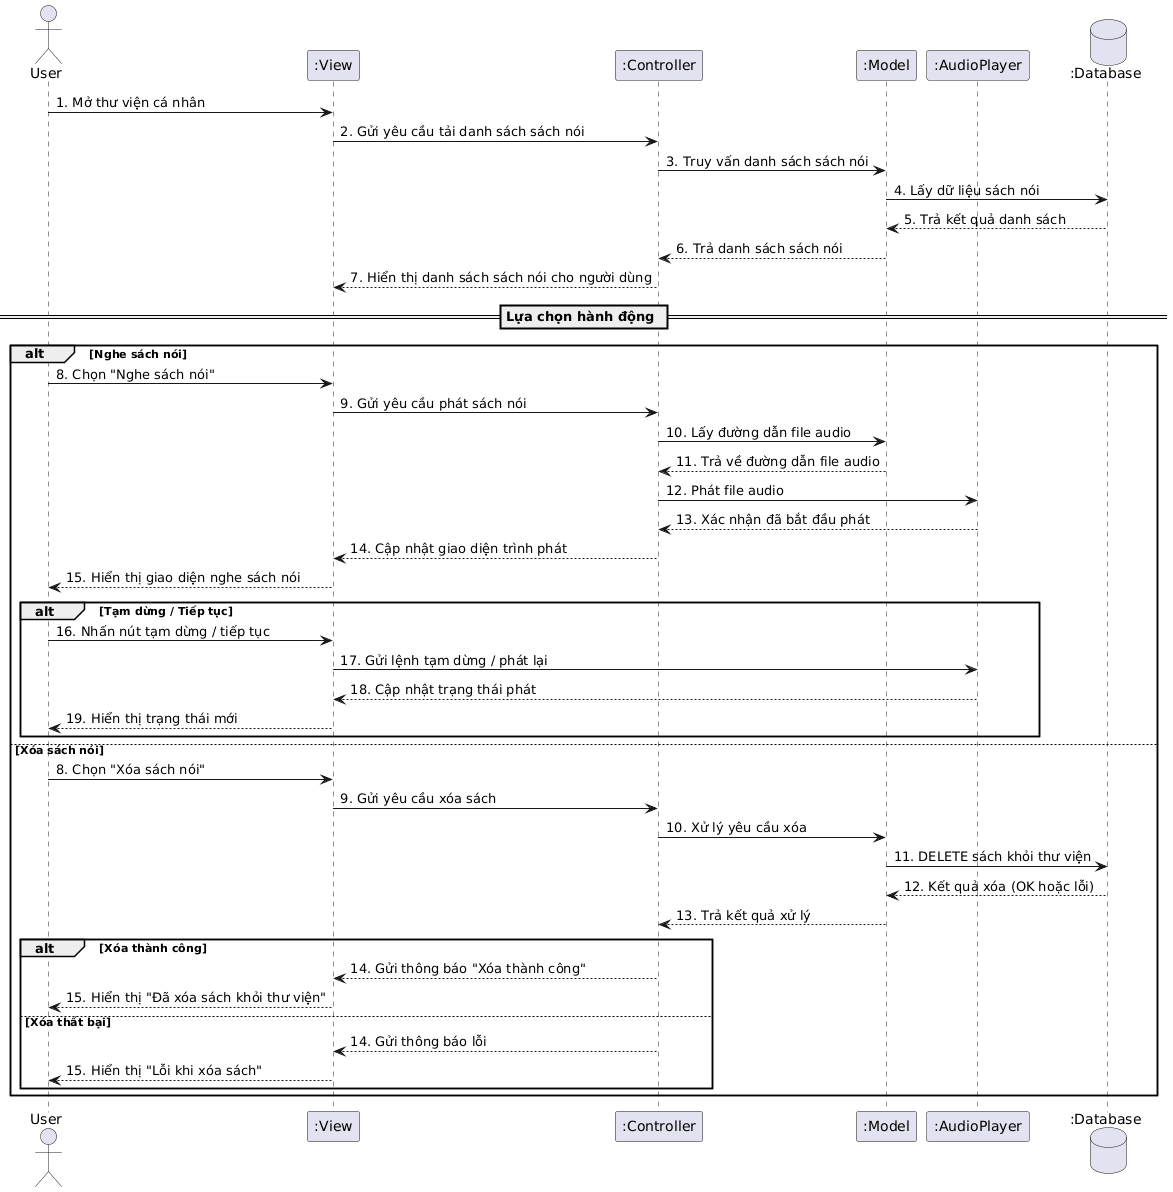 User
:View
:Controller
:Model
:AudioPlayer
:Database
1. Mở thư viện cá nhân
2. Gửi yêu cầu tải danh sách sách nói
3. Truy vấn danh sách sách nói
4. Lấy dữ liệu sách nói
5. Trả kết quả danh sách
6. Trả danh sách sách nói
7. Hiển thị danh sách sách nói cho người dùng
Lựa chọn hành động
alt [Nghe sách nói]
8. Chọn "Nghe sách nói"
9. Gửi yêu cầu phát sách nói
10. Lấy đường dẫn file audio
11. Trả về đường dẫn file audio
12. Phát file audio
13. Xác nhận đã bắt đầu phát
14. Cập nhật giao diện trình phát
15. Hiển thị giao diện nghe sách nói
alt [Tạm dừng / Tiếp tục]
16. Nhấn nút tạm dừng / tiếp tục
17. Gửi lệnh tạm dừng / phát lại
18. Cập nhật trạng thái phát
19. Hiển thị trạng thái mới
[Xóa sách nói]
8. Chọn "Xóa sách nói"
9. Gửi yêu cầu xóa sách
10. Xử lý yêu cầu xóa
11. DELETE sách khỏi thư viện
12. Kết quả xóa (OK hoặc lỗi)
13. Trả kết quả xử lý
alt [Xóa thành công]
14. Gửi thông báo "Xóa thành công"
15. Hiển thị "Đã xóa sách khỏi thư viện"
[Xóa thất bại]
14. Gửi thông báo lỗi
15. Hiển thị "Lỗi khi xóa sách"
User
:View
:Controller
:Model
:AudioPlayer
:Database